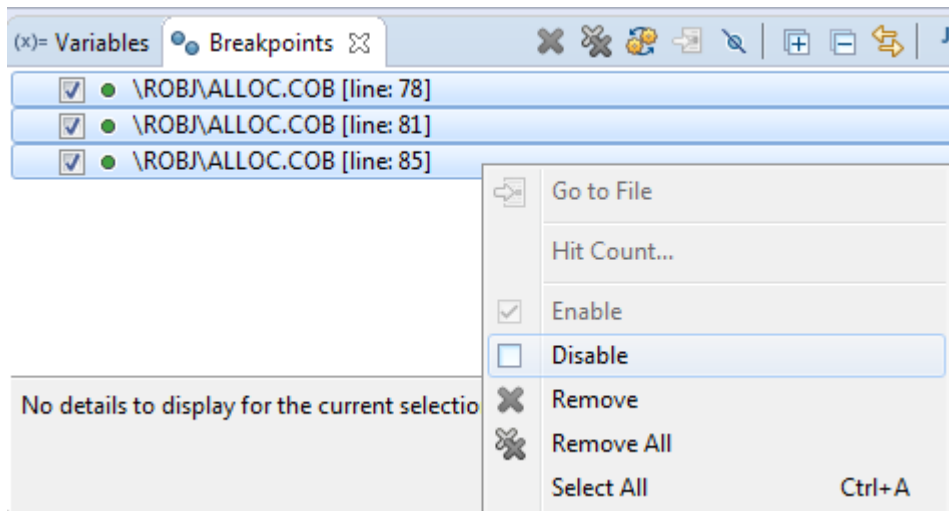 (x)= Variables Breakpoints
\ROBJ\ALLOC.COB [line: 78]
\ROBJ\ALLOC.COB [line: 81]
\ROBJ\ALLOC.COB [line: 85]
Go to File
Hit Count...
Enable
Disable
No details to display for the current selectio
Remove
Remove All
Select All Ctrl+A